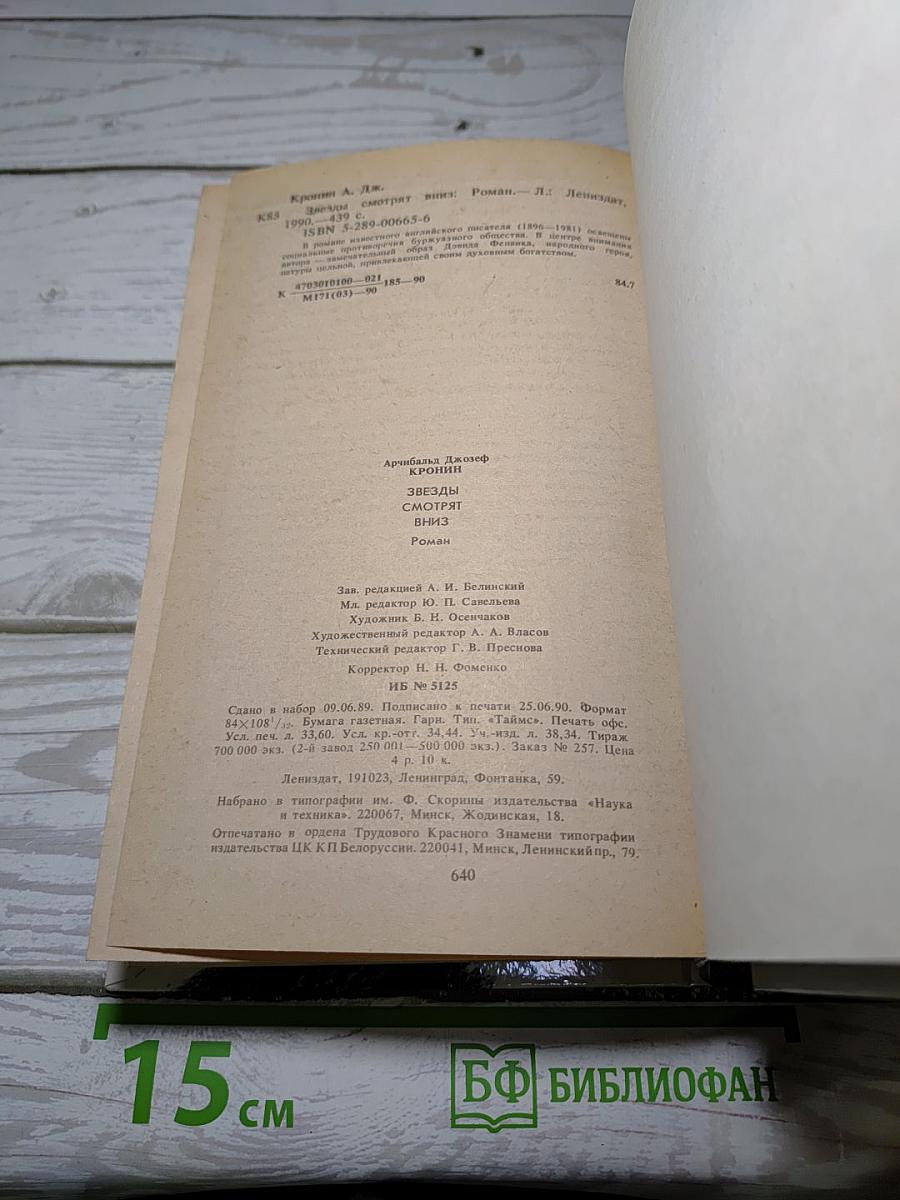 Кронин А. Дж.
К83 Звезды смотрят вниз: Роман.— Л.: Лениздат,
1990.—439 с.
ISBN 5-289-00665-6
В романе известного английского писателя (1896—1981) освещены
социальные противоречия буржуазного общества. В центре внимания
автора — замечательный образ Дэвида Фенвика, народного героя,
натуры цельной, привлекающей своим духовным богатством.
К 4703010100—021
М171(03)—90 185—90 84.7
Арчибальд Джозеф
КРОНИН
ЗВЕЗДЫ
СМОТРЯТ
ВНИЗ
Роман
Зав. редакцией А. И. Белинский
Мл. редактор Ю. П. Савельева
Художник Б. Н. Осенчаков
Художественный редактор А. А. Власов
Технический редактор Г. В. Преснова
Корректор Н. Н. Фоменко
ИБ № 5125
Сдано в набор 09.06.89. Подписано к печати 25.06.90. Формат
84×108¹/₃₂. Бумага газетная. Гарн. Тип. «Таймс». Печать офс.
Усл. печ. л. 33,60. Усл. кр.-отт. 34,44. Уч.-изд. л. 38,34. Тираж
700 000 экз. (2-й завод 250 001—500 000 экз.). Заказ № 257. Цена
4 р. 10 к.
Лениздат, 191023, Ленинград, Фонтанка, 59.
Набрано в типографии им. Ф. Скорины издательства «Наука
и техника». 220067, Минск, Жодинская, 18.
Отпечатано в ордена Трудового Красного Знамени типографии
издательства ЦК КП Белоруссии. 220041, Минск, Ленинский пр., 79.
640
15 см
БФ БИБЛИОФАН